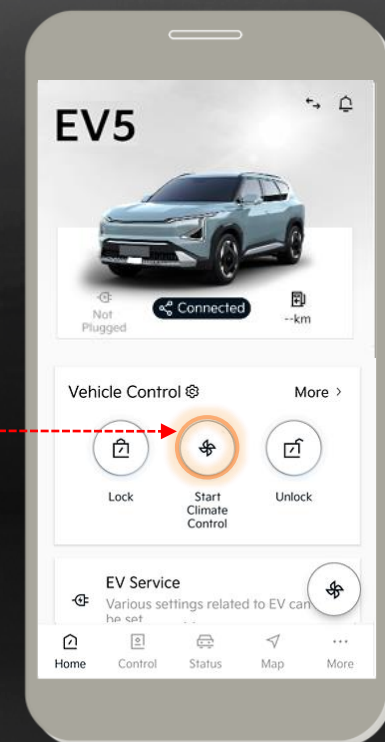 EV5
Not
Plugged
Connected
--km
Vehicle Control
More >
Lock
Start
Climate
Control
Unlock
EV Service
Various settings related to EV can
be set
Home
Control
Status
Map
More